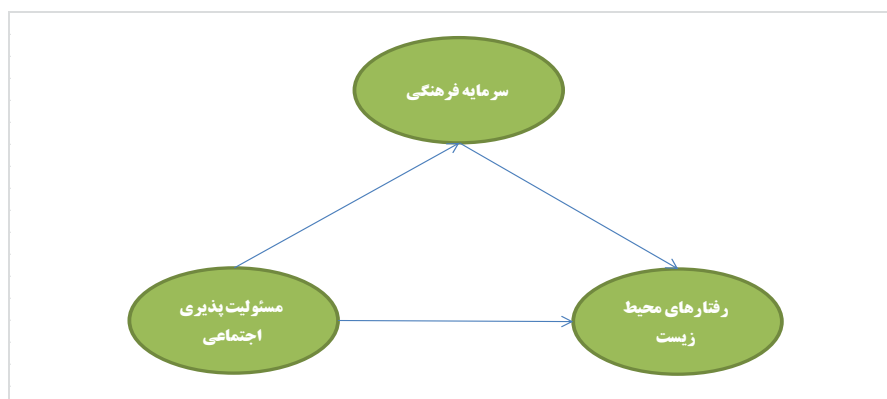 سرمایه فرهنگی
مسئولیت پذیری
اجتماعی
رفتارهای محیط
زیست